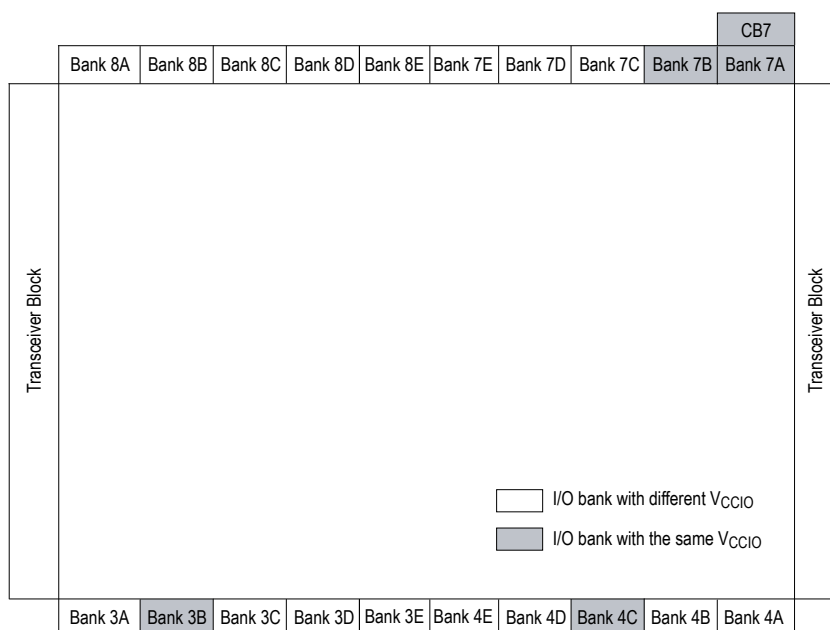 CB7
Bank 8A Bank 8B Bank 8C Bank 8D Bank 8E Bank 7E Bank 7D Bank 7C Bank 7B Bank 7A
Transceiver Block
Transceiver Block
I/O bank with different VCCIO
I/O bank with the same VCCIO
Bank 3A Bank 3B Bank 3C Bank 3D Bank 3E Bank 4E Bank 4D Bank 4C Bank 4B Bank 4A